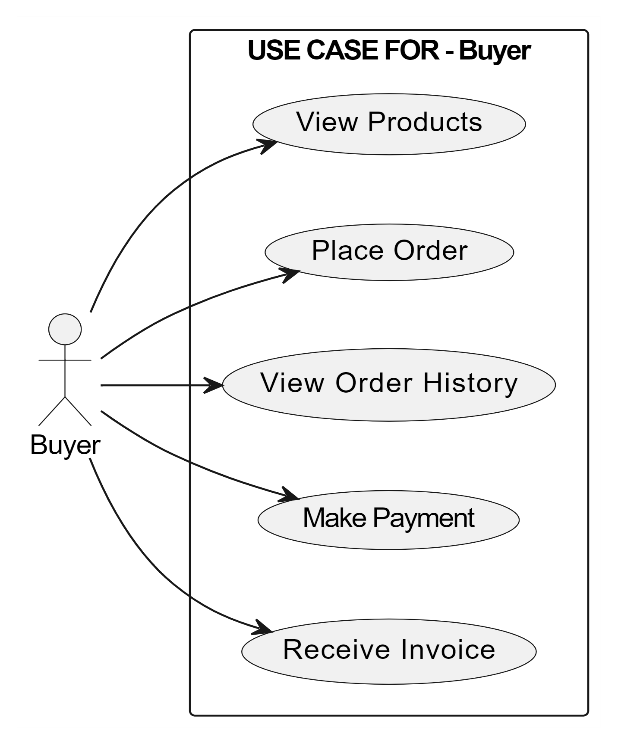 USE CASE FOR - Buyer
View Products
Place Order
View Order History
Buyer
Make Payment
Receive Invoice